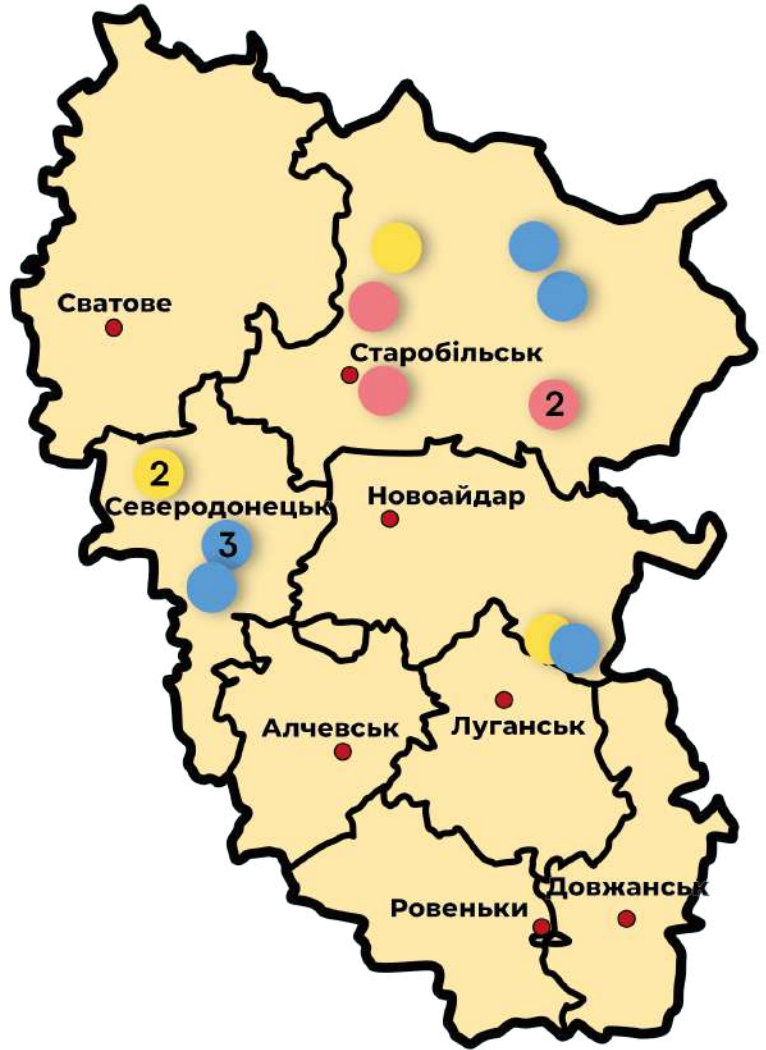 Сватове
Старобільськ
2
2
Северодонецьк
Новоайдар
3
Алчевськ
Луганськ
Довжанськ
Ровеньки